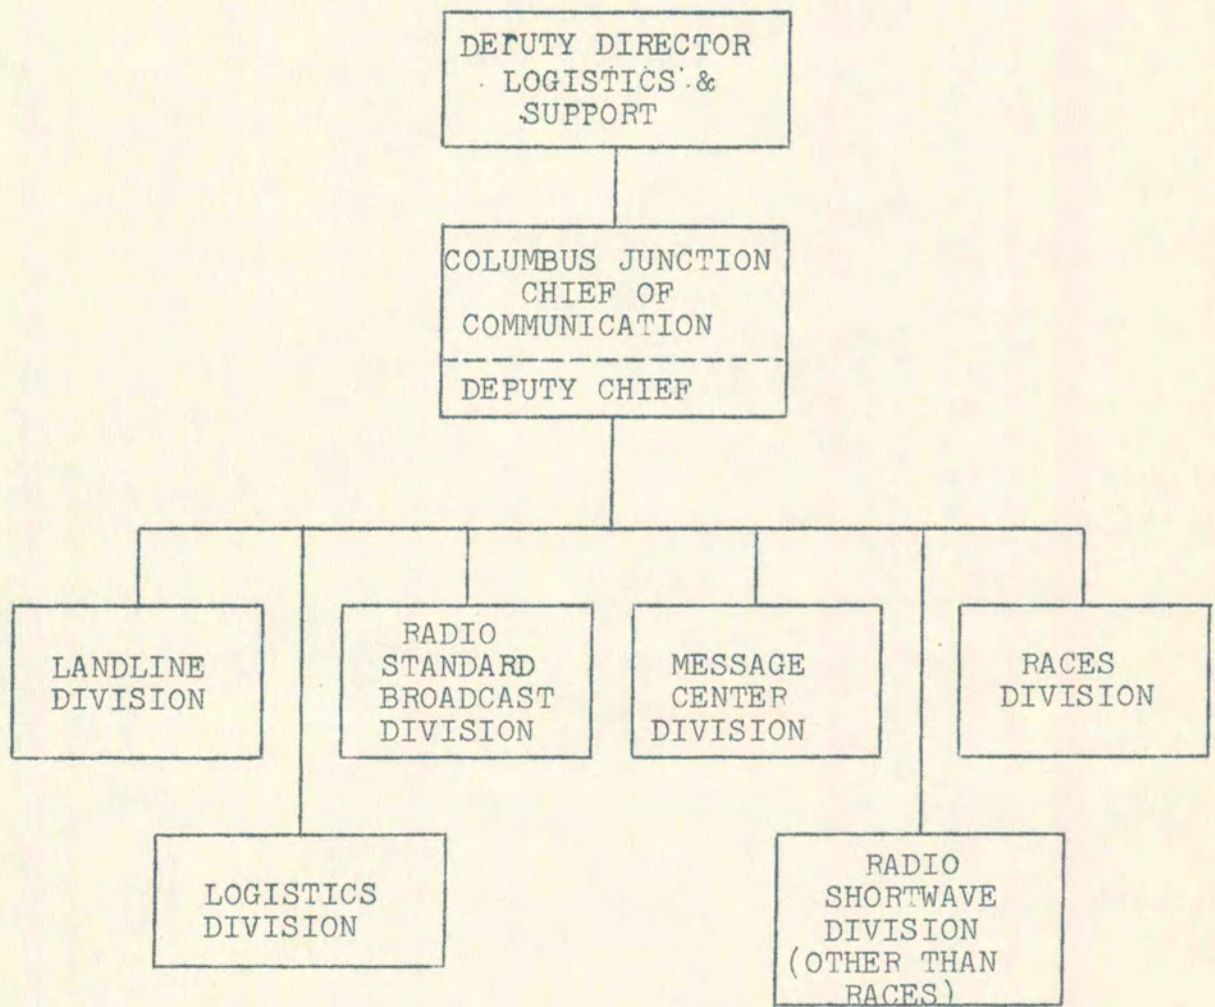 DEPUTY DIRECTOR
LOGISTICS &
SUPPORT
COLUMBUS JUNCTION
CHIEF OF
COMMUNICATION
DEPUTY CHIEF
LANDLINE
DIVISION
RADIO
STANDARD
BROADCAST
DIVISION
MESSAGE
CENTER
DIVISION
RACES
DIVISION
LOGISTICS
DIVISION
RADIO
SHORTWAVE
DIVISION
(OTHER THAN
RACES)